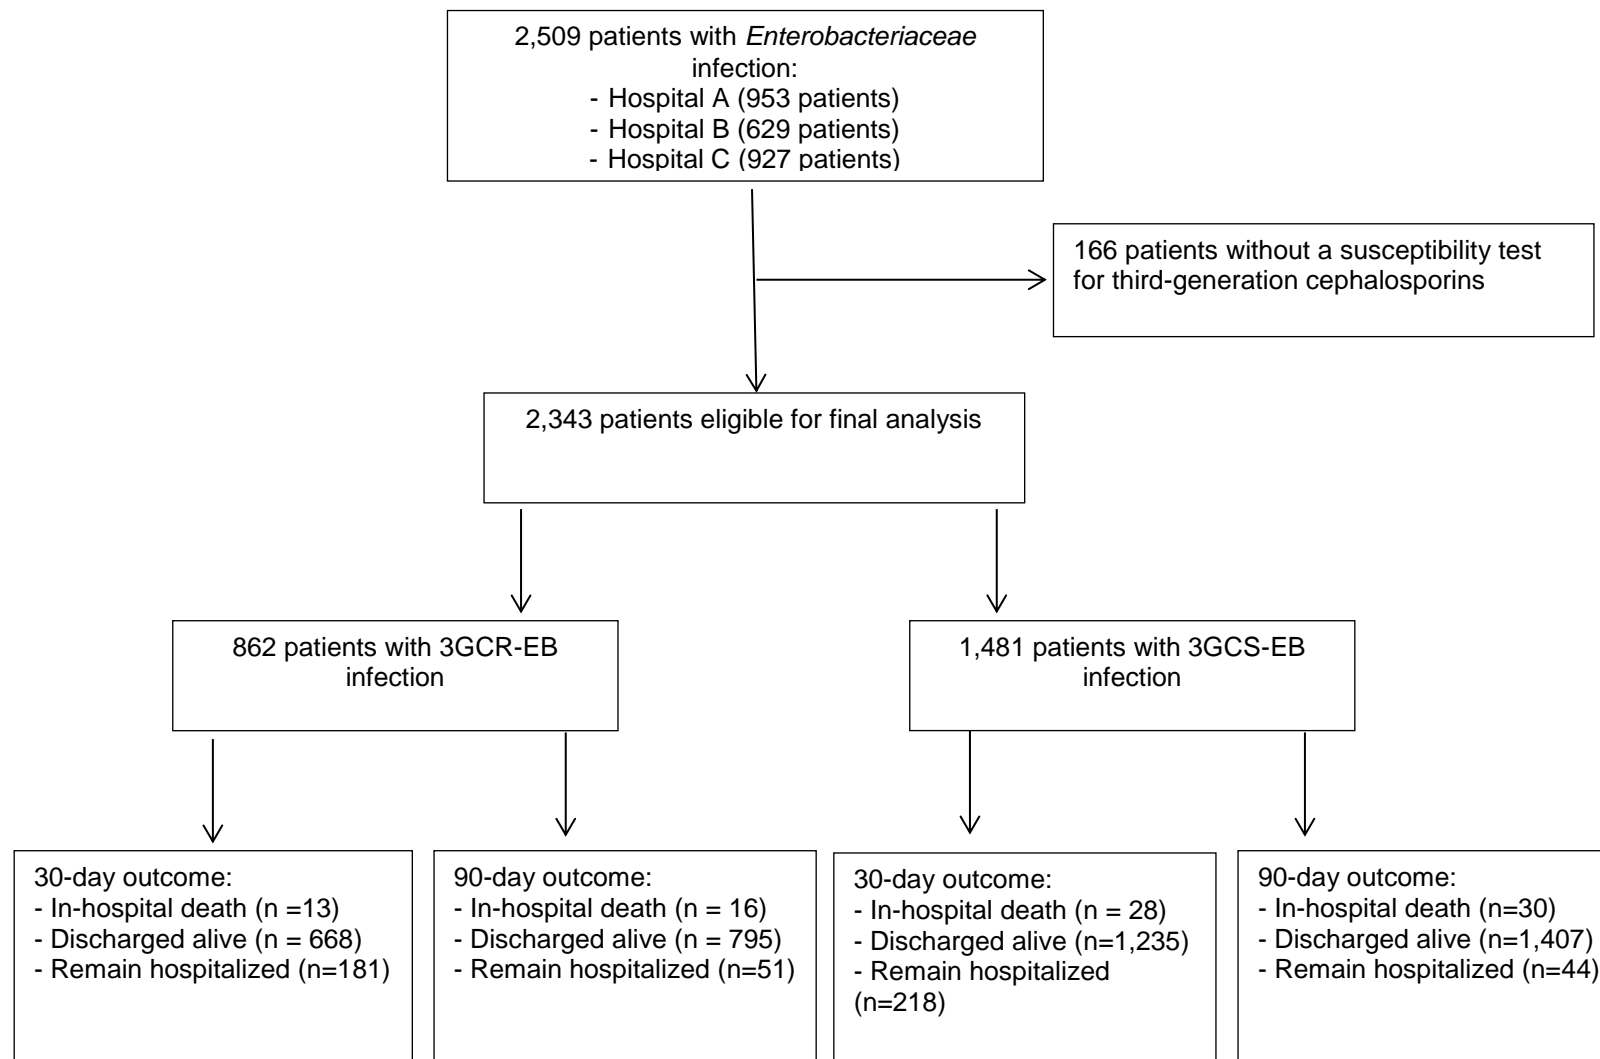 2,509 patients with Enterobacteriaceae
infection:
- Hospital A (953 patients)
- Hospital B (629 patients)
- Hospital C (927 patients)
166 patients without a susceptibility test
for third-generation cephalosporins
2,343 patients eligible for final analysis
862 patients with 3GCR-EB
infection
1,481 patients with 3GCS-EB
infection
30-day outcome:
- In-hospital death (n =13)
- Discharged alive (n = 668)
- Remain hospitalized (n=181)
90-day outcome:
- In-hospital death (n = 16)
- Discharged alive (n = 795)
- Remain hospitalized (n=51)
30-day outcome:
- In-hospital death (n = 28)
- Discharged alive (n=1,235)
- Remain hospitalized
(n=218)
90-day outcome:
- In-hospital death (n=30)
- Discharged alive (n=1,407)
- Remain hospitalized (n=44)